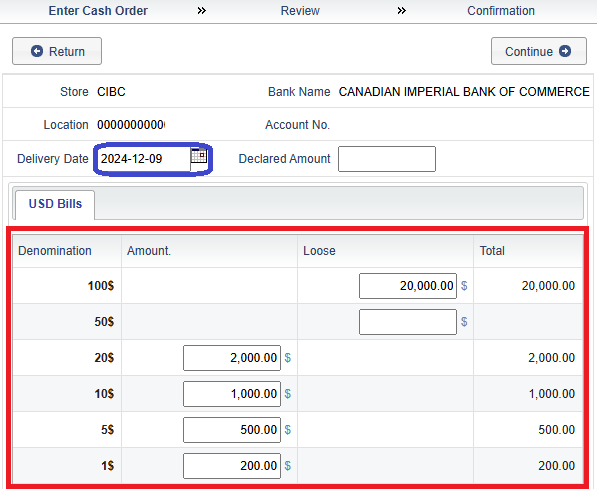 Enter Cash Order » Review » Confirmation
Return Continue
Store CIBC Bank Name CANADIAN IMPERIAL BANK OF COMMERCE
Location 0000000000 Account No.
Delivery Date 2024-12-09 Declared Amount
USD Bills
Denomination Amount. Loose Total
100$ 20,000.00 $ 20,000.00
50$ $
20$ 2,000.00 $ 2,000.00
10$ 1,000.00 $ 1,000.00
5$ 500.00 $ 500.00
1$ 200.00 $ 200.00